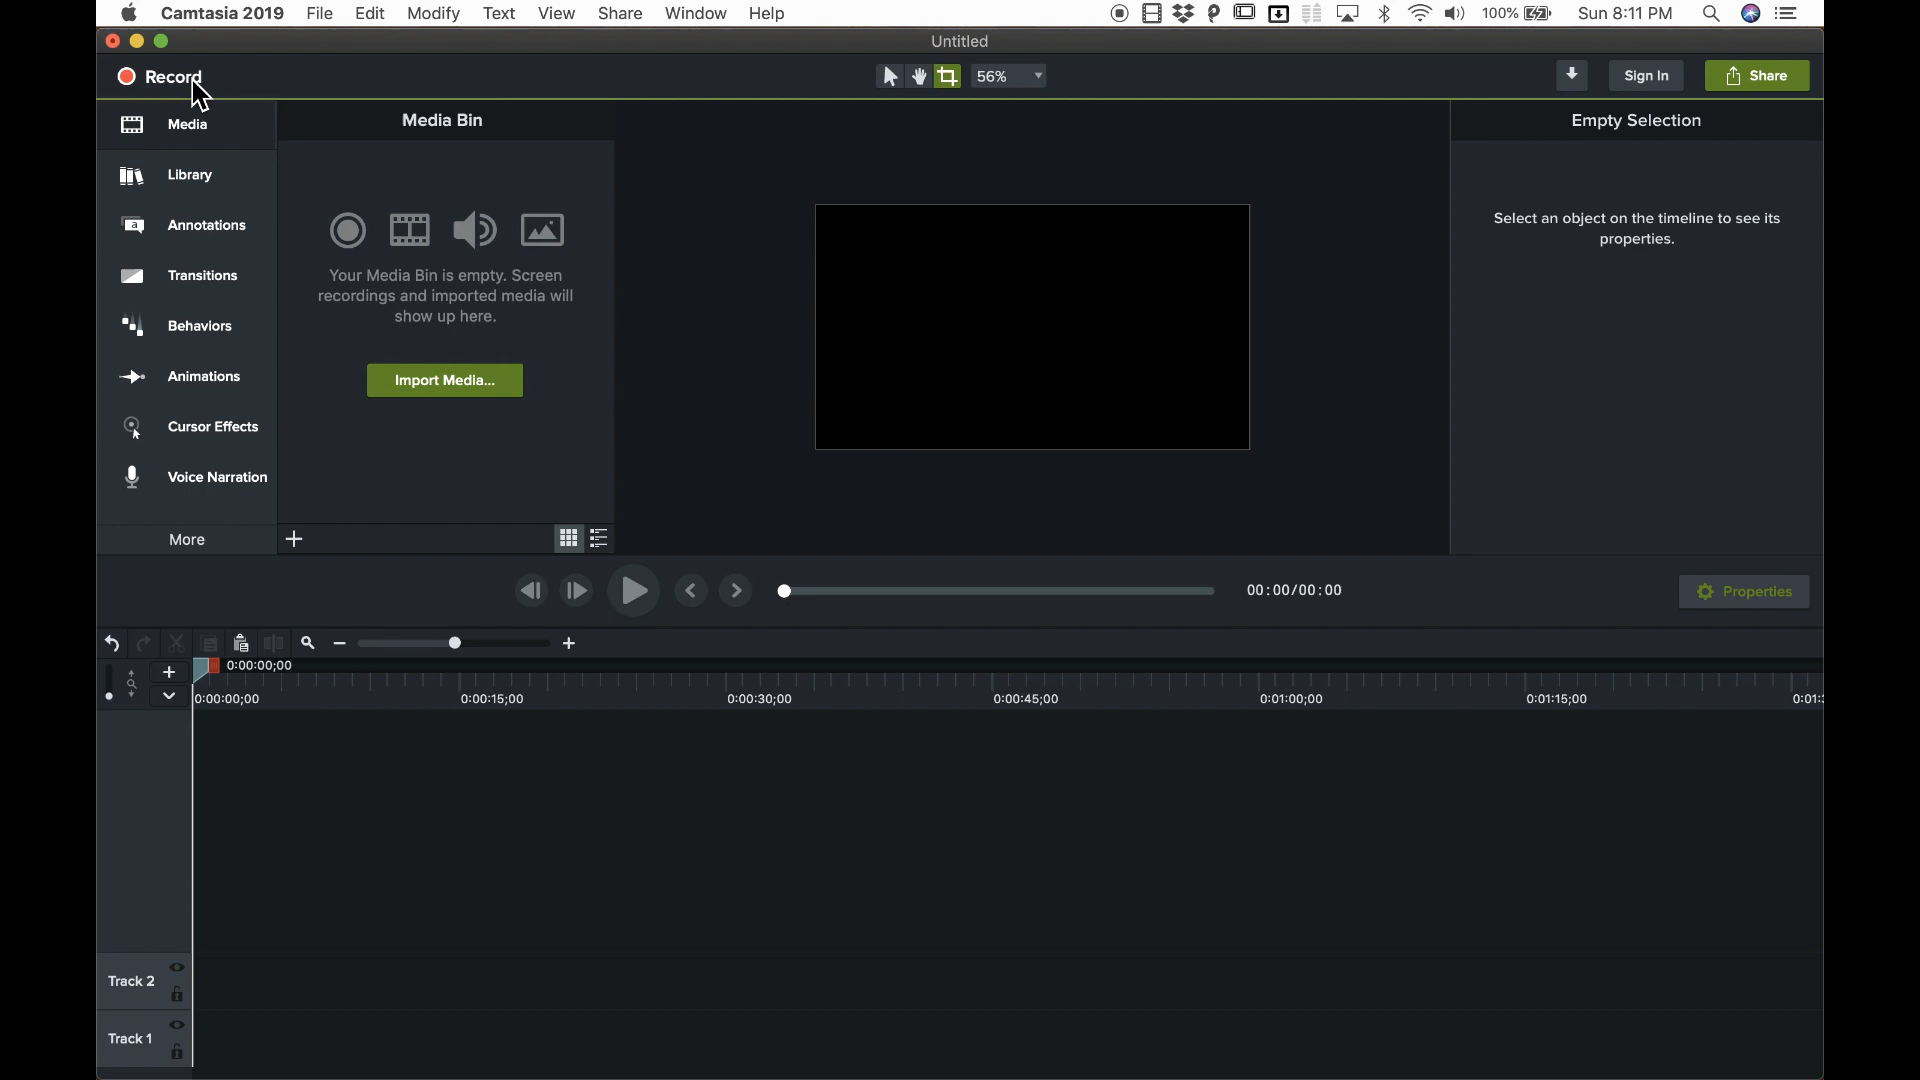 Camtasia 2019 File Edit Modify Text View Share Window Help 100% Sun 8:11 PM
Untitled
Record 56% Sign In Share
Media
Library
Annotations
Transitions
Behaviors
Animations
Cursor Effects
Voice Narration
More
Media Bin
Your Media Bin is empty. Screen
recordings and imported media will
show up here.
Import Media...
Empty Selection
Select an object on the timeline to see its
properties.
00:00/00:00
Properties
0:00:00;00
0:00:00;00 0:00:15;00 0:00:30;00 0:00:45;00 0:01:00;00 0:01:15;00
Track 2
Track 1